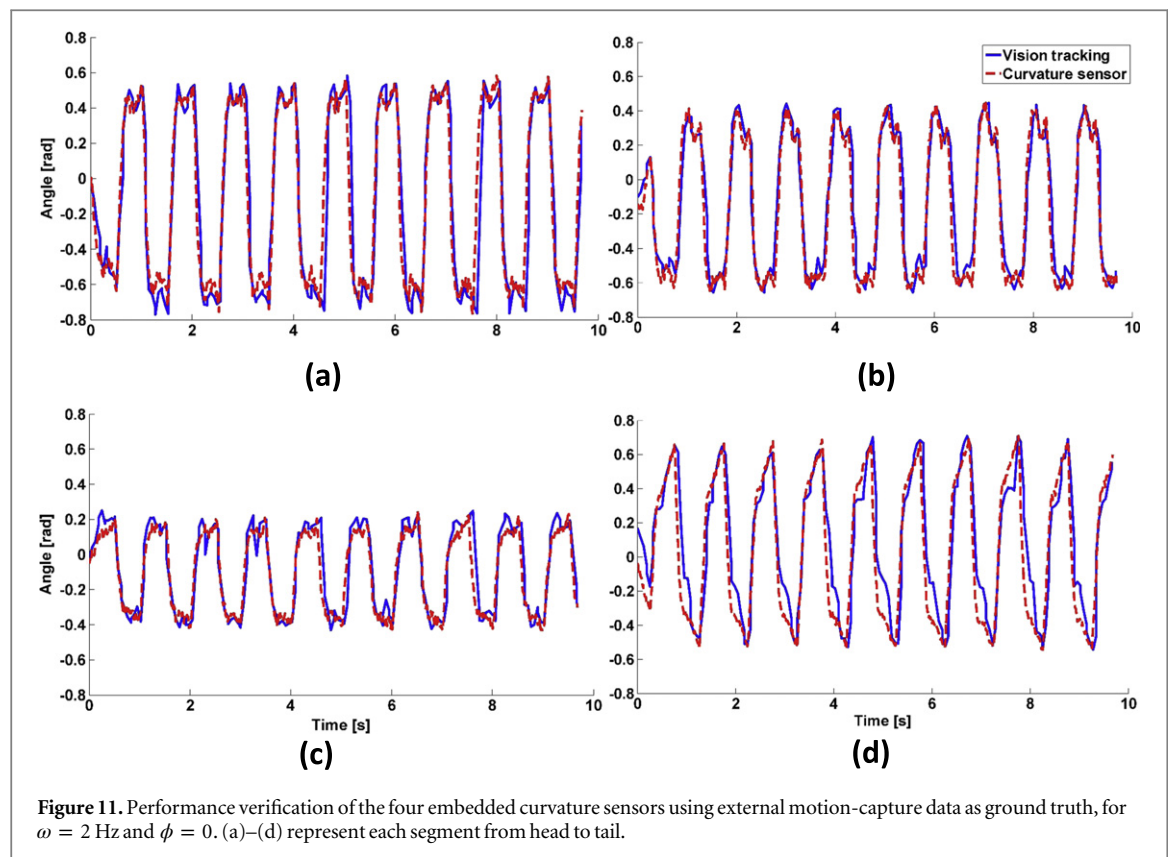 0.8
0.6
0.4
0.2
0
-0.2
-0.4
-0.6
-0.8
Angle [rad]
0 2 4 6 8 10
(a)
Vision tracking
Curvature sensor
0.8
0.6
0.4
0.2
0
-0.2
-0.4
-0.6
-0.8
Angle [rad]
0 2 4 6 8 10
(b)
0.8
0.6
0.4
0.2
0
-0.2
-0.4
-0.6
-0.8
Angle [rad]
0 2 4 6 8 10
Time [s]
(c)
0.8
0.6
0.4
0.2
0
-0.2
-0.4
-0.6
-0.8
Angle [rad]
0 2 4 6 8 10
Time [s]
(d)
Figure 11. Performance verification of the four embedded curvature sensors using external motion-capture data as ground truth, for
ω = 2 Hz and ϕ = 0. (a)–(d) represent each segment from head to tail.